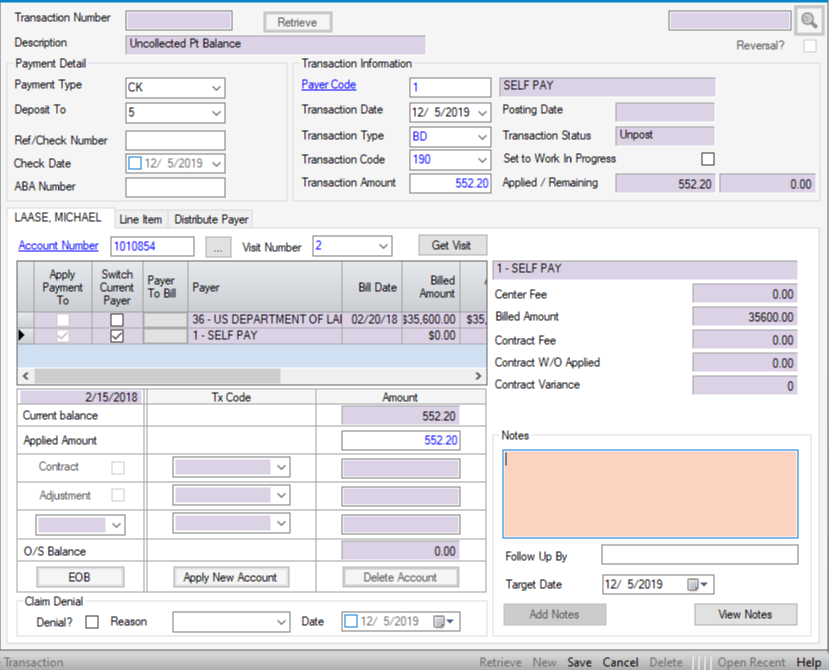 Transaction Number Retrieve
Description Uncollected Pt Balance Reversal?
Payment Detail Transaction Information
Payment Type CK Payer Code 1 SELF PAY
Deposit To 5 Transaction Date 12/ 5/2019 Posting Date
Ref/Check Number Transaction Type BD Transaction Status Unpost
Check Date 12/ 5/2019 Transaction Code 190 Set to Work In Progress
ABA Number Transaction Amount 552.20 Applied / Remaining 552.20 0.00
LAASE, MICHAEL Line Item Distribute Payer
Account Number 1010854 ... Visit Number 2 Get Visit
Apply Payment To Switch Current Payer Payer To Bill Payer Bill Date Billed Amount
36 - US DEPARTMENT OF LA 02/20/18 $35,600.00 $35,
1 - SELF PAY $0.00
1 - SELF PAY
Center Fee 0.00
Billed Amount 35600.00
Contract Fee 0.00
Contract W/O Applied 0.00
Contract Variance 0
2/15/2018 Tx Code Amount
Current balance 552.20
Applied Amount 552.20
Contract
Adjustment
O/S Balance 0.00
EOB Apply New Account Delete Account
Notes
Follow Up By
Target Date 12/ 5/2019
Add Notes View Notes
Claim Denial
Denial? Reason Date 12/ 5/2019
Transaction Retrieve New Save Cancel Delete Open Recent Help